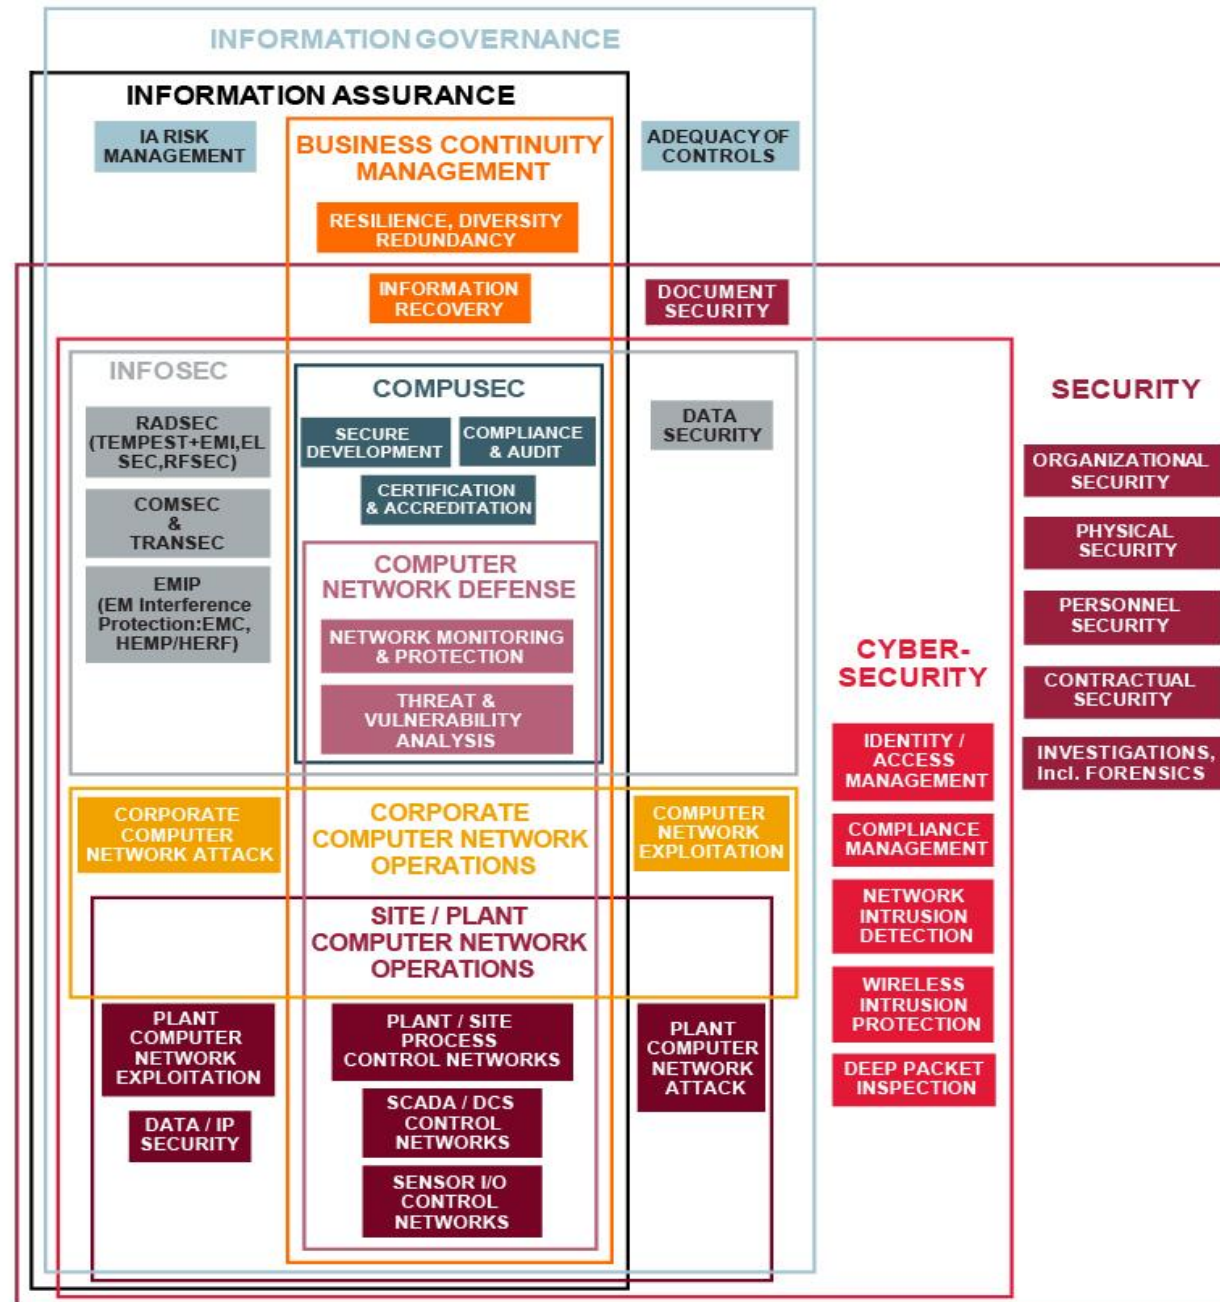 INFORMATION GOVERNANCE
INFORMATION ASSURANCE
IA RISK
MANAGEMENT
BUSINESS CONTINUITY
MANAGEMENT
ADEQUACY OF
CONTROLS
RESILIENCE, DIVERSITY
REDUNDANCY
INFORMATION
RECOVERY
DOCUMENT
SECURITY
INFOSEC
RADSEC
(TEMPEST+EMI,EL
SEC,RFSEC)
COMSEC
&
TRANSEC
EMIP
(EM Interference
Protection:EMC,
HEMP/HERF)
COMPUSEC
SECURE
DEVELOPMENT
COMPLIANCE
& AUDIT
CERTIFICATION
& ACCREDITATION
DATA
SECURITY
COMPUTER
NETWORK DEFENSE
NETWORK MONITORING
& PROTECTION
THREAT &
VULNERABILITY
ANALYSIS
CORPORATE
COMPUTER
NETWORK ATTACK
CORPORATE
COMPUTER NETWORK
OPERATIONS
COMPUTER
NETWORK
EXPLOITATION
SITE / PLANT
COMPUTER NETWORK
OPERATIONS
PLANT
COMPUTER
NETWORK
EXPLOITATION
DATA / IP
SECURITY
PLANT / SITE
PROCESS
CONTROL NETWORKS
SCADA / DCS
CONTROL
NETWORKS
SENSOR I/O
CONTROL
NETWORKS
PLANT
COMPUTER
NETWORK
ATTACK
CYBER-
SECURITY
IDENTITY /
ACCESS
MANAGEMENT
COMPLIANCE
MANAGEMENT
NETWORK
INTRUSION
DETECTION
WIRELESS
INTRUSION
PROTECTION
DEEP PACKET
INSPECTION
SECURITY
ORGANIZATIONAL
SECURITY
PHYSICAL
SECURITY
PERSONNEL
SECURITY
CONTRACTUAL
SECURITY
INVESTIGATIONS,
Incl. FORENSICS